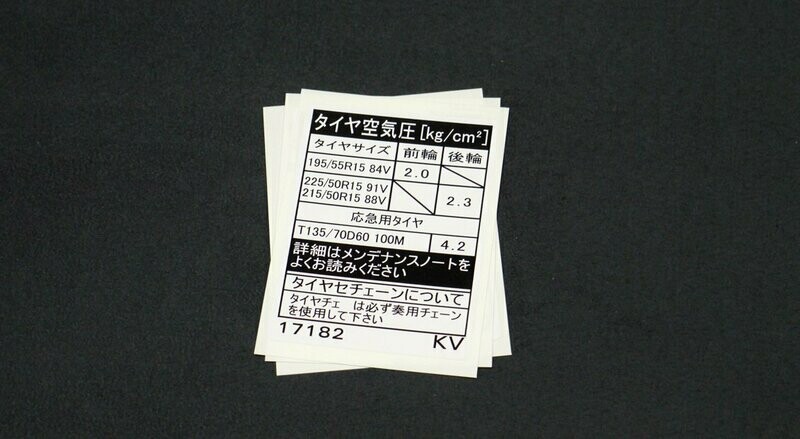 タイヤ空気圧[kg/cm²]
タイヤサイズ 前輪 後輪
195/55R15 84V 2.0
225/50R15 91V
215/50R15 88V 2.3
応急用タイヤ
T135/70D60 100M 4.2
詳細はメンデナンスノートを
よくお読みください
タイヤセチェーンについて
タイヤチェ は必ず奏用チェーン
を使用して下さい
17182 KV